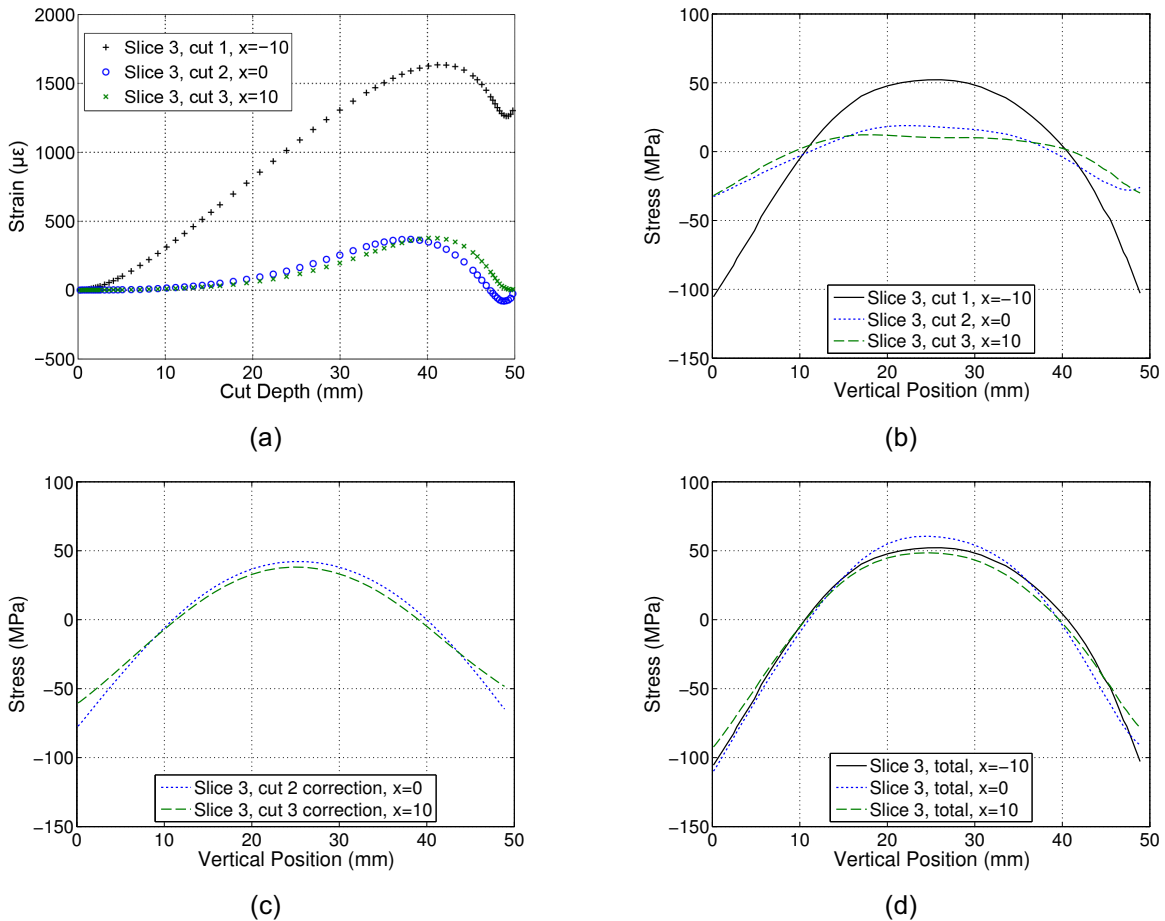 2000
1500
1000
500
0
−500
Strain (με)
Slice 3, cut 1, x=−10
Slice 3, cut 2, x=0
Slice 3, cut 3, x=10
0 10 20 30 40 50
Cut Depth (mm)
(a)
100
50
0
−50
−100
−150
Stress (MPa)
Slice 3, cut 1, x=−10
Slice 3, cut 2, x=0
Slice 3, cut 3, x=10
0 10 20 30 40 50
Vertical Position (mm)
(b)
100
50
0
−50
−100
−150
Stress (MPa)
Slice 3, cut 2 correction, x=0
Slice 3, cut 3 correction, x=10
0 10 20 30 40 50
Vertical Position (mm)
(c)
100
50
0
−50
−100
−150
Stress (MPa)
Slice 3, total, x=−10
Slice 3, total, x=0
Slice 3, total, x=10
0 10 20 30 40 50
Vertical Position (mm)
(d)